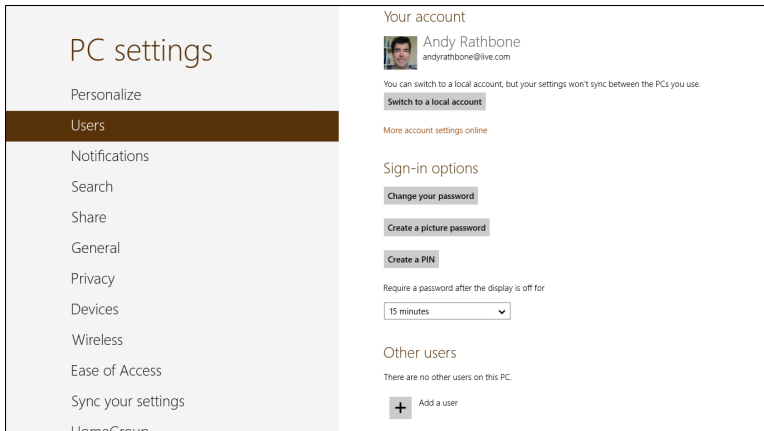 PC settings
Personalize
Users
Notifications
Search
Share
General
Privacy
Devices
Wireless
Ease of Access
Sync your settings
HomeGroup
Your account
Andy Rathbone
andyrathbone@live.com
You can switch to a local account, but your settings won't sync between the PCs you use.
Switch to a local account
More account settings online
Sign-in options
Change your password
Create a picture password
Create a PIN
Require a password after the display is off for
15 minutes
Other users
There are no other users on this PC.
Add a user